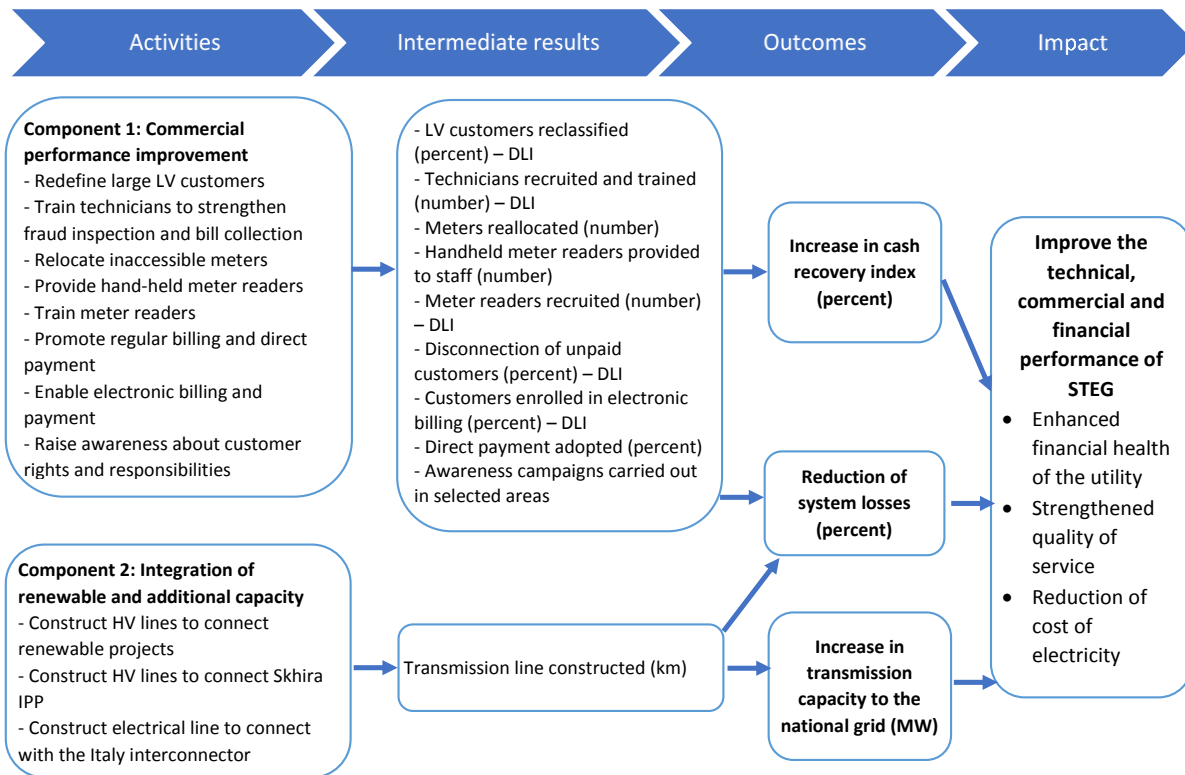 Activities
Intermediate results
Outcomes
Impact
Component 1: Commercial
performance improvement
- Redefine large LV customers
- Train technicians to strengthen
fraud inspection and bill collection
- Relocate inaccessible meters
- Provide hand-held meter readers
- Train meter readers
- Promote regular billing and direct
payment
- Enable electronic billing and
payment
- Raise awareness about customer
rights and responsibilities
- LV customers reclassified
(percent) – DLI
- Technicians recruited and trained
(number) – DLI
- Meters reallocated (number)
- Handheld meter readers provided
to staff (number)
- Meter readers recruited (number)
– DLI
- Disconnection of unpaid
customers (percent) – DLI
- Customers enrolled in electronic
billing (percent) – DLI
- Direct payment adopted (percent)
- Awareness campaigns carried out
in selected areas
Increase in cash
recovery index
(percent)
Reduction of
system losses
(percent)
Improve the
technical,
commercial and
financial
performance of
STEG
• Enhanced
financial health
of the utility
• Strengthened
quality of
service
• Reduction of
cost of
electricity
Component 2: Integration of
renewable and additional capacity
- Construct HV lines to connect
renewable projects
- Construct HV lines to connect Skhira
IPP
- Construct electrical line to connect
with the Italy interconnector
Transmission line constructed (km)
Increase in
transmission
capacity to the
national grid (MW)